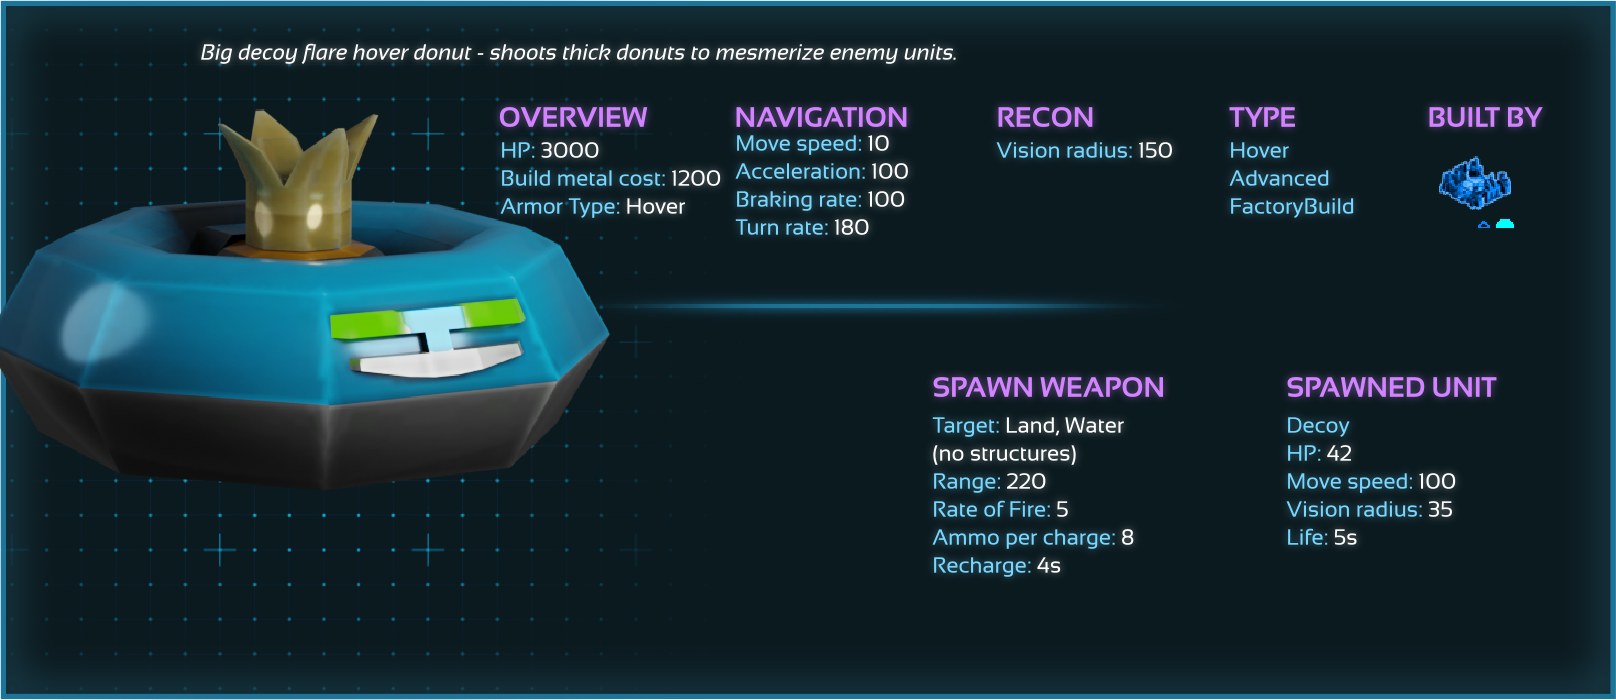 Big decoy flare hover donut - shoots thick donuts to mesmerize enemy units.
OVERVIEW
HP: 3000
Build metal cost: 1200
Armor Type: Hover
NAVIGATION
Move speed: 10
Acceleration: 100
Braking rate: 100
Turn rate: 180
RECON
Vision radius: 150
TYPE
Hover
Advanced
FactoryBuild
BUILT BY
SPAWN WEAPON
Target: Land, Water
(no structures)
Range: 220
Rate of Fire: 5
Ammo per charge: 8
Recharge: 4s
SPAWNED UNIT
Decoy
HP: 42
Move speed: 100
Vision radius: 35
Life: 5s